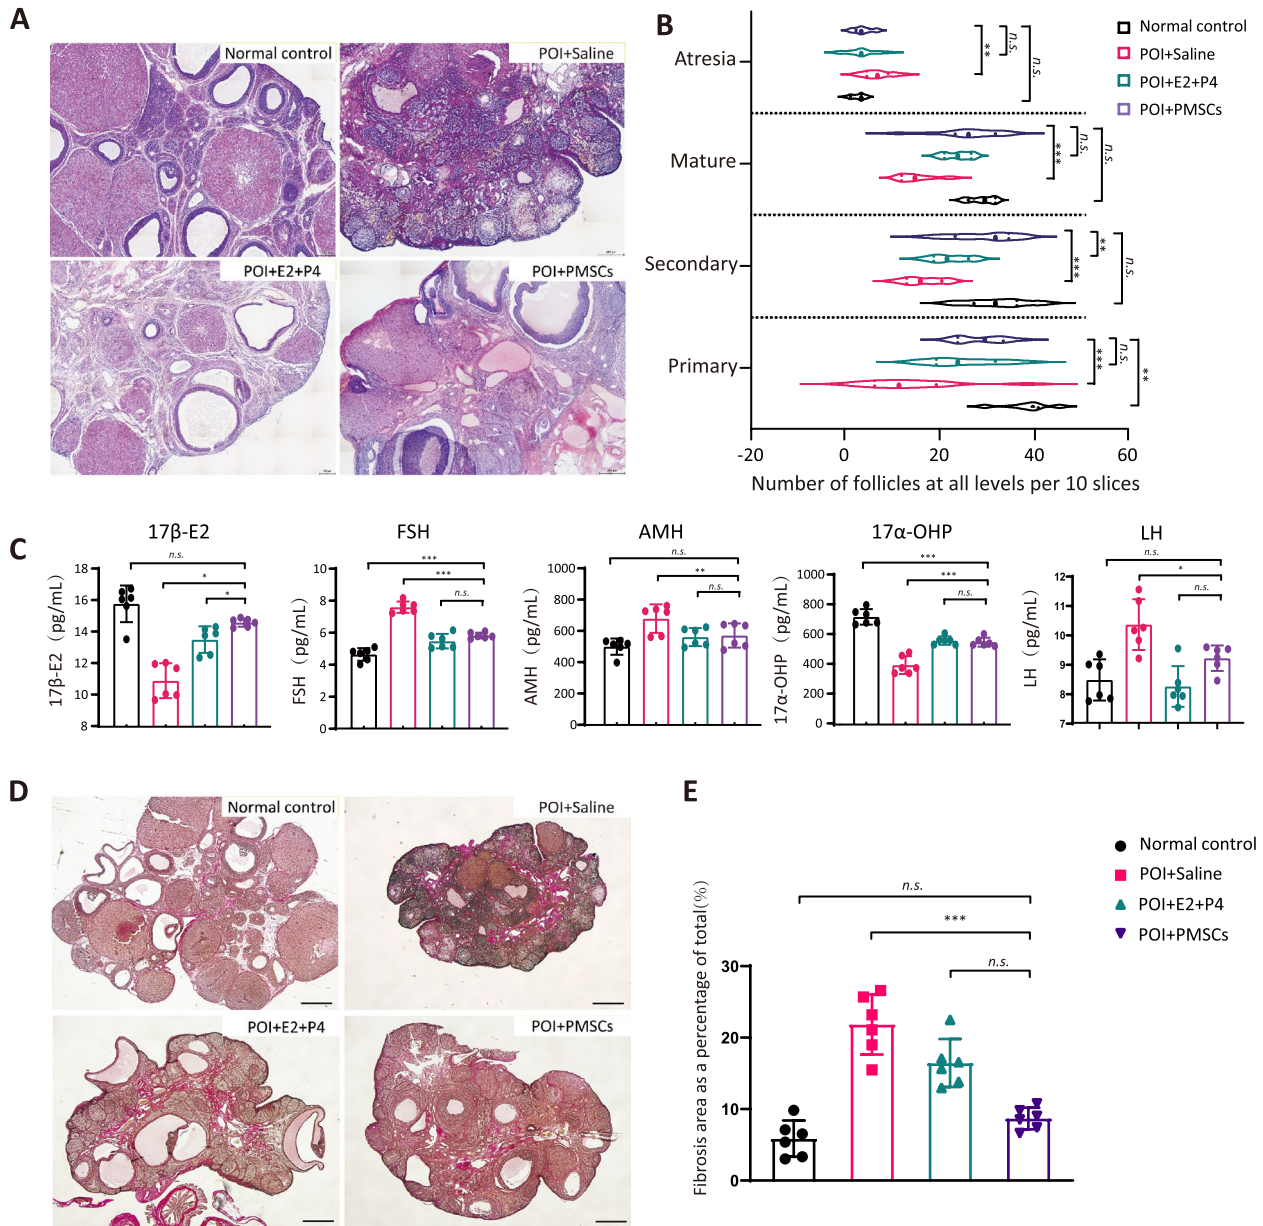 A
Normal control
POI+Saline
POI+E2+P4
POI+PMSCs
B
Normal control
POI+Saline
POI+E2+P4
POI+PMSCs
Atresia
Mature
Secondary
Primary
**
n.s.
n.s.
***
n.s.
n.s.
***
**
n.s.
***
n.s.
**
-20
0
20
40
60
Number of follicles at all levels per 10 slices
C
17β-E2
17β-E2 (pg/mL)
18
16
14
12
10
8
n.s.
*
*
FSH
FSH (pg/mL)
10
8
6
4
2
0
***
***
n.s.
AMH
AMH (pg/mL)
1000
800
600
400
200
0
n.s.
**
n.s.
17α-OHP
17α-OHP (pg/mL)
1000
800
600
400
200
0
***
***
n.s.
LH
LH (pg/mL)
12
11
10
9
8
7
n.s.
*
n.s.
D
Normal control
POI+Saline
POI+E2+P4
POI+PMSCs
E
Normal control
POI+Saline
POI+E2+P4
POI+PMSCs
n.s.
***
n.s.
Fibrosis area as a percentage of total(%)
30
20
10
0